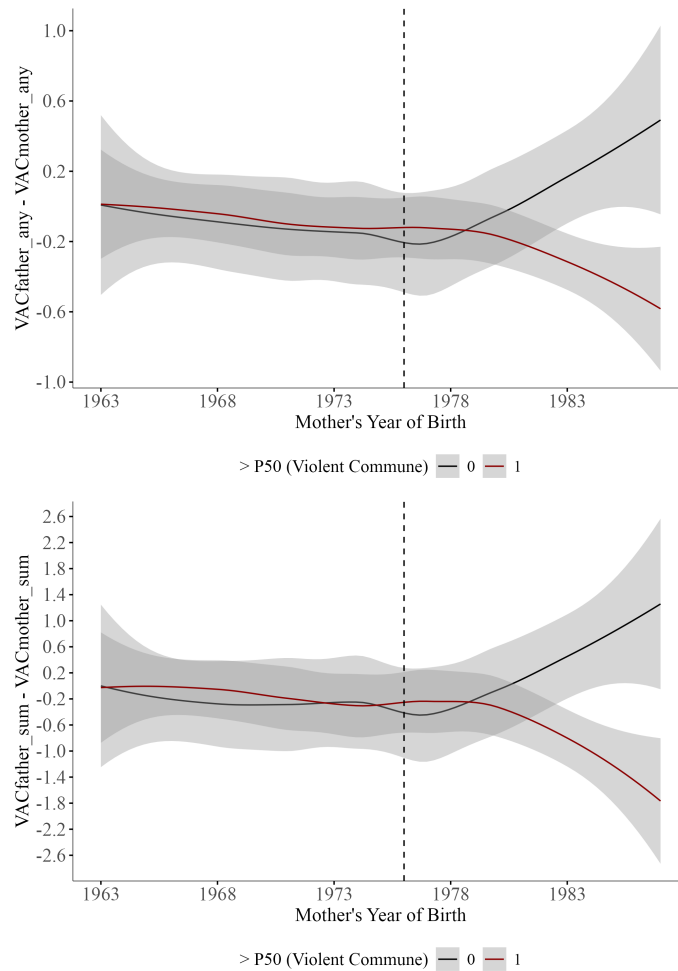 VACfather_any - VACmother_any
1.0
0.6
0.2
-0.2
-0.6
-1.0
1963 1968 1973 1978 1983
Mother's Year of Birth
> P50 (Violent Commune) 0 1
VACfather_sum - VACmother_sum
2.6
2.2
1.8
1.4
1.0
0.6
0.2
-0.2
-0.6
-1.0
-1.4
-1.8
-2.2
-2.6
1963 1968 1973 1978 1983
Mother's Year of Birth
> P50 (Violent Commune) 0 1